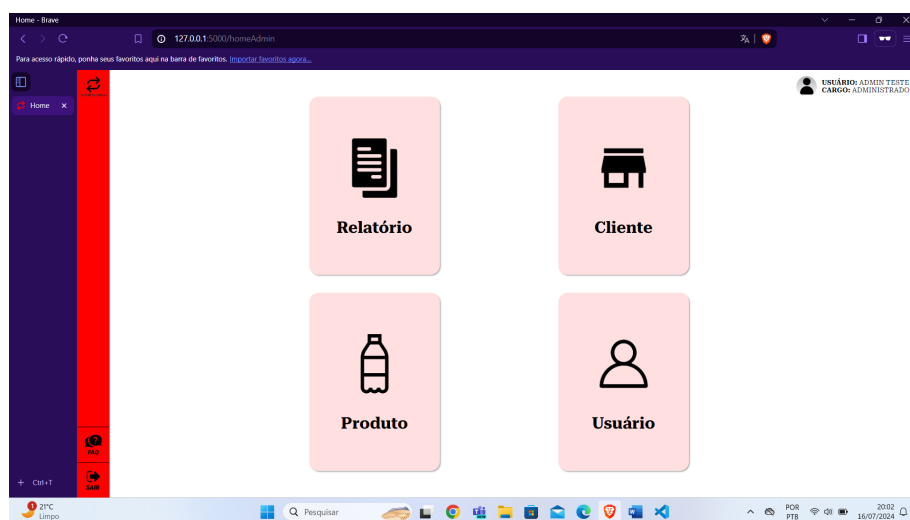 Home - Brave
127.0.0.1:5000/homeAdmin
Para acesso rápido, ponha seus favoritos aqui na barra de favoritos. Importar favoritos agora...
Home
USUÁRIO: ADMIN TESTE
CARGO: ADMINISTRADO
Relatório
Cliente
Produto
Usuário
FAQ
SAIR
+ Ctrl+T
1
21°C
Limpo
Pesquisar
POR
PTB
20:02
16/07/2024